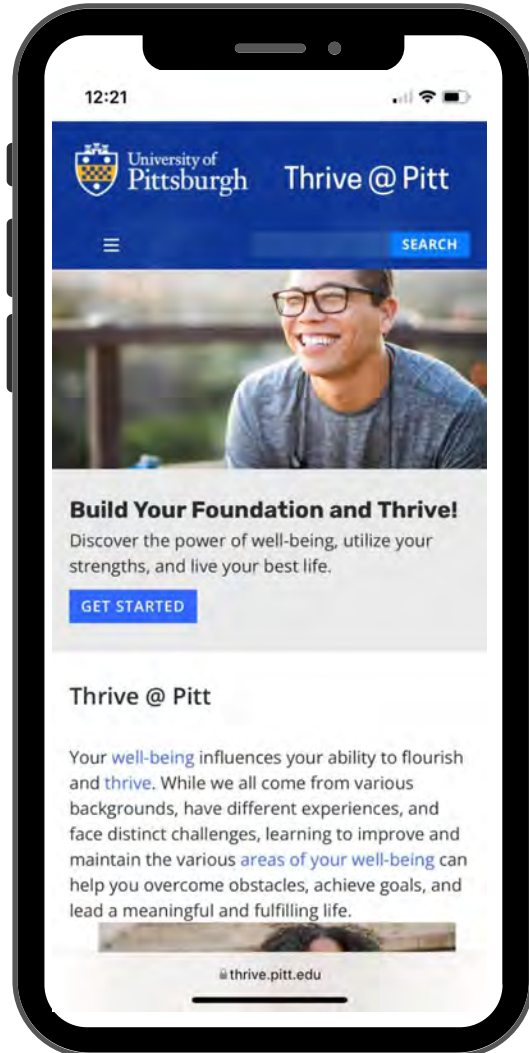 12:21
University of
Pittsburgh
Thrive @ Pitt
SEARCH
Build Your Foundation and Thrive!
Discover the power of well-being, utilize your
strengths, and live your best life.
GET STARTED
Thrive @ Pitt
Your well-being influences your ability to flourish
and thrive. While we all come from various
backgrounds, have different experiences, and
face distinct challenges, learning to improve and
maintain the various areas of your well-being can
help you overcome obstacles, achieve goals, and
lead a meaningful and fulfilling life.
thrive.pitt.edu